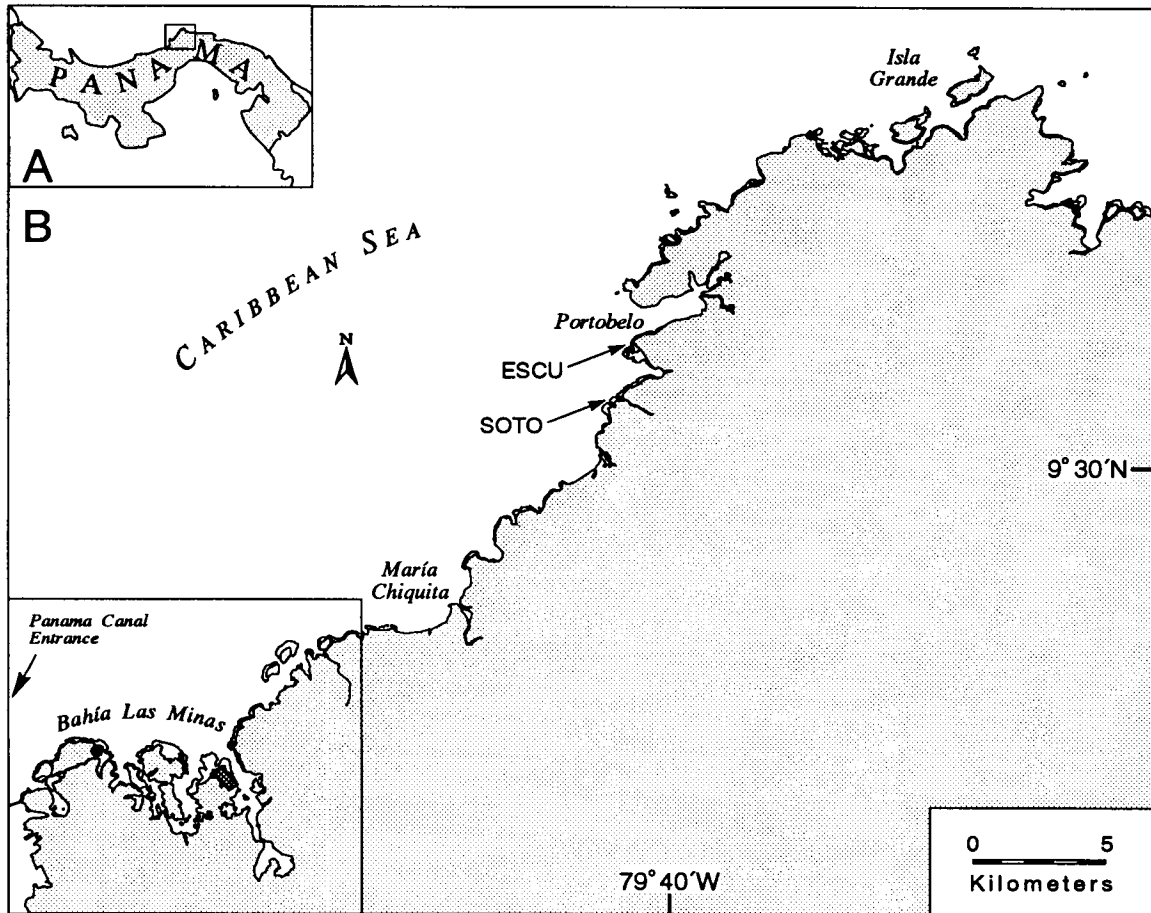 PANAMA
A
B
Isla
Grande
CARIBBEAN SEA
N
Portobelo
ESCU
SOTO
9° 30´N
María
Chiquita
Panama Canal
Entrance
Bahía Las Minas
0 5
Kilometers
79° 40´W